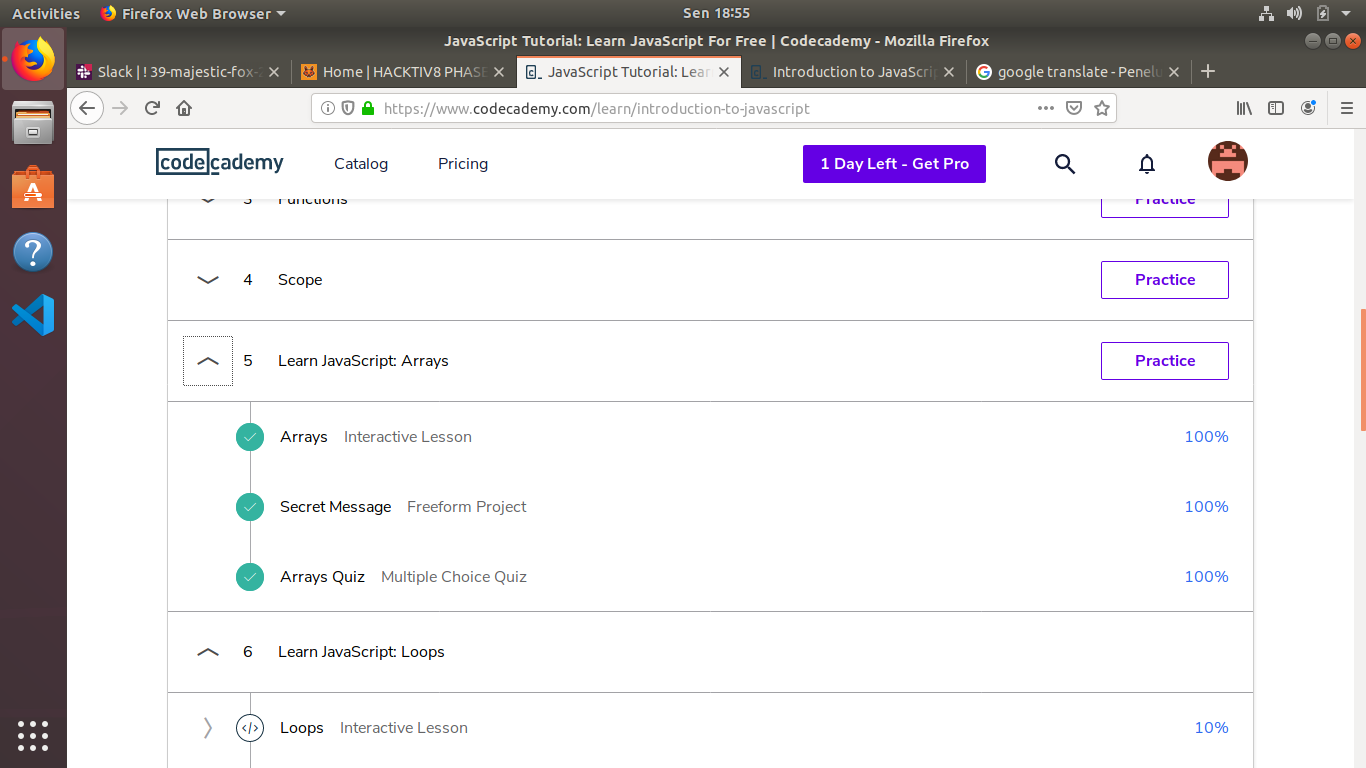 Activities Firefox Web Browser Sen 18:55
JavaScript Tutorial: Learn JavaScript For Free | Codecademy - Mozilla Firefox
Slack | ! 39-majestic-fox- Home | HACKTIV8 PHASE JavaScript Tutorial: Lear Introduction to JavaScrip google translate - Penelu
https://www.codecademy.com/learn/introduction-to-javascript
codecademy Catalog Pricing 1 Day Left - Get Pro
3 Functions Practice
4 Scope Practice
5 Learn JavaScript: Arrays Practice
Arrays Interactive Lesson 100%
Secret Message Freeform Project 100%
Arrays Quiz Multiple Choice Quiz 100%
6 Learn JavaScript: Loops
</> Loops Interactive Lesson 10%